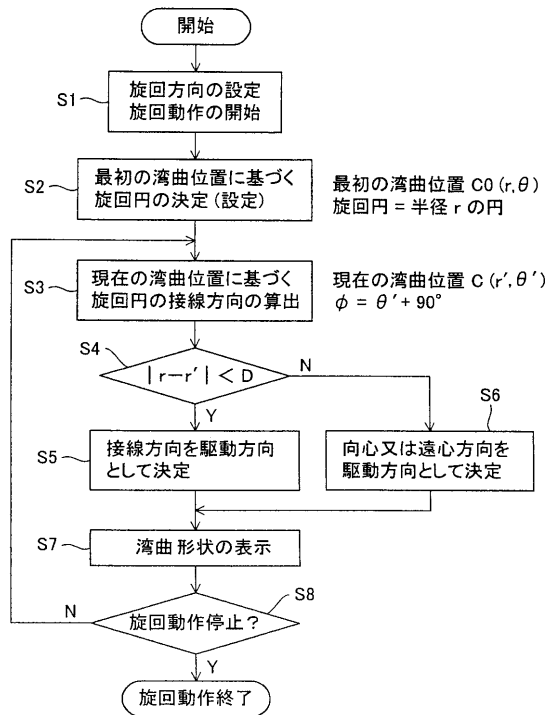 開始
S1
旋回方向の設定
旋回動作の開始
S2
最初の湾曲位置に基づく
旋回円の決定(設定)
最初の湾曲位置 C0 (r,θ)
旋回円 = 半径 r の円
S3
現在の湾曲位置に基づく
旋回円の接線方向の算出
現在の湾曲位置 C (r′,θ′)
φ = θ′+ 90°
S4
|r−r′| < D
N
Y
S5
接線方向を駆動方向
として決定
S6
向心又は遠心方向を
駆動方向として決定
S7
湾曲形状の表示
S8
旋回動作停止?
N
Y
旋回動作終了